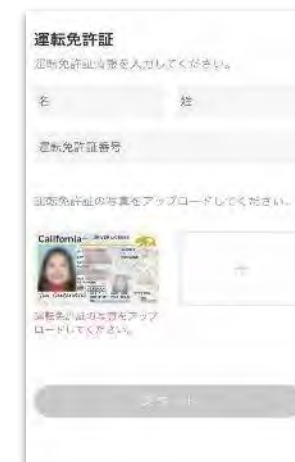 運転免許証
運転免許証情報を入力してください。
名 姓
運転免許証番号
運転免許証の写真をアップロードしてください。
California DRIVER LICENSE
運転免許証の写真をアップ
ロードしてください。